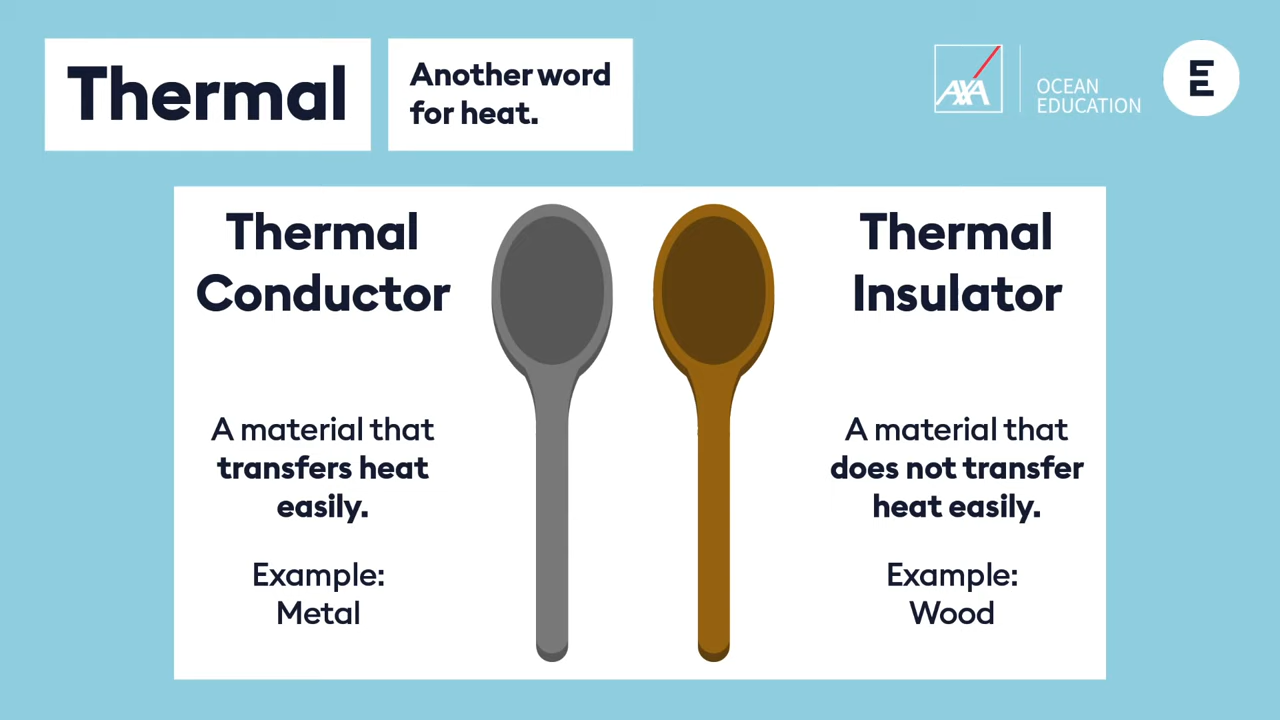 Thermal
Another word
for heat.
AXA
OCEAN
EDUCATION
E
Thermal
Conductor
A material that
transfers heat
easily.
Example:
Metal
Thermal
Insulator
A material that
does not transfer
heat easily.
Example:
Wood